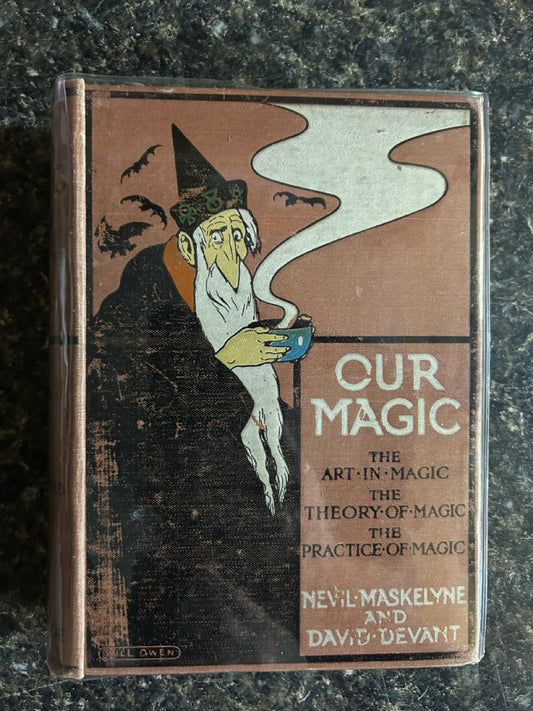 OUR
MAGIC
THE
ART·IN·MAGIC
THE
THEORY·OF·MAGIC
THE
PRACTICE·OF·MAGIC
NEVIL·MASKELYNE
AND
DAVID·DEVANT
WILL OWEN